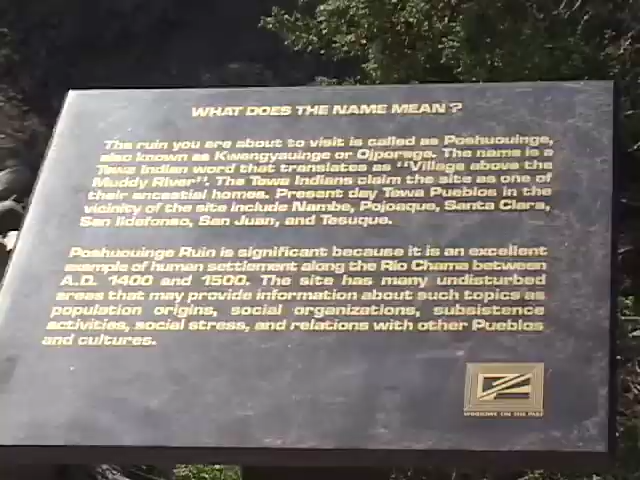 WHAT DOES THE NAME MEAN?
The ruin you are about to visit is called as Poshuouinge,
also known as Kwengyauinge or Ojporege. The name is a
Tewa Indian word that translates as "Village above the
Muddy River". The Tewa Indians claim the site as one of
their ancestral homes. Present day Tewa Pueblos in the
vicinity of the site include Nambe, Pojoaque, Santa Clara,
San Ildefonso, San Juan, and Tesuque.
Poshuouinge Ruin is significant because it is an excellent
example of human settlement along the Rio Chama between
A.D. 1400 and 1500. The site has many undisturbed
areas that may provide information about such topics as
population origins, social organizations, subsistence
activities, social stress, and relations with other Pueblos
and cultures.
WINDOWS ON THE PAST